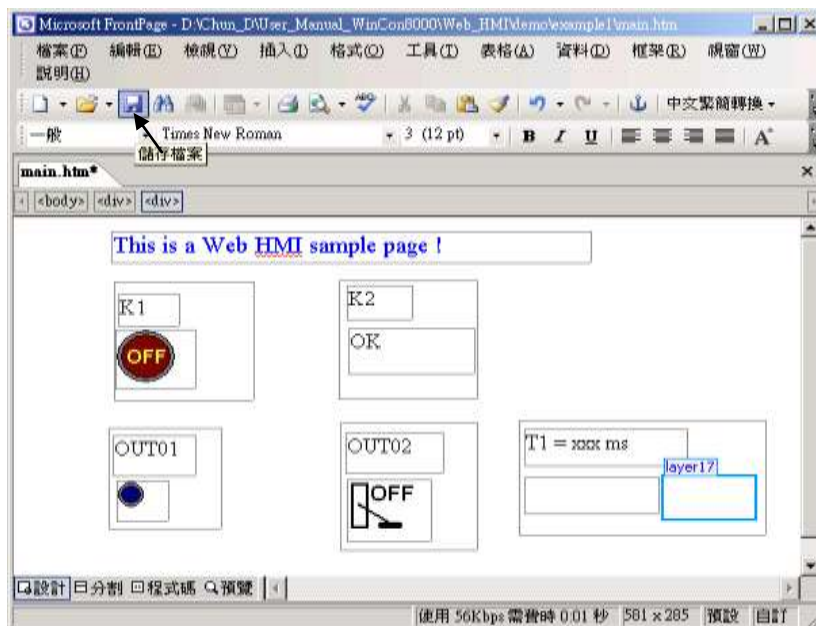 Microsoft FrontPage - D:\Chun_D\User_Manual_WinCon8000\Web_HMI\demo\example1\main.htm
檔案(F) 編輯(E) 檢視(V) 插入(I) 格式(O) 工具(T) 表格(A) 資料(D) 框架(R) 視窗(W)
說明(H)
中文繁簡轉換
一般 Times New Roman 3 (12 pt) B I U A
儲存檔案
main.htm*
<body> <div> <div>
This is a Web HMI sample page !
K1 K2
OFF OK
OUT01 OUT02 T1 = xxx ms
layer17
OFF
設計 分割 程式碼 預覽
使用 56Kbps 需費時 0:01 秒 581 x 285 預設 自訂